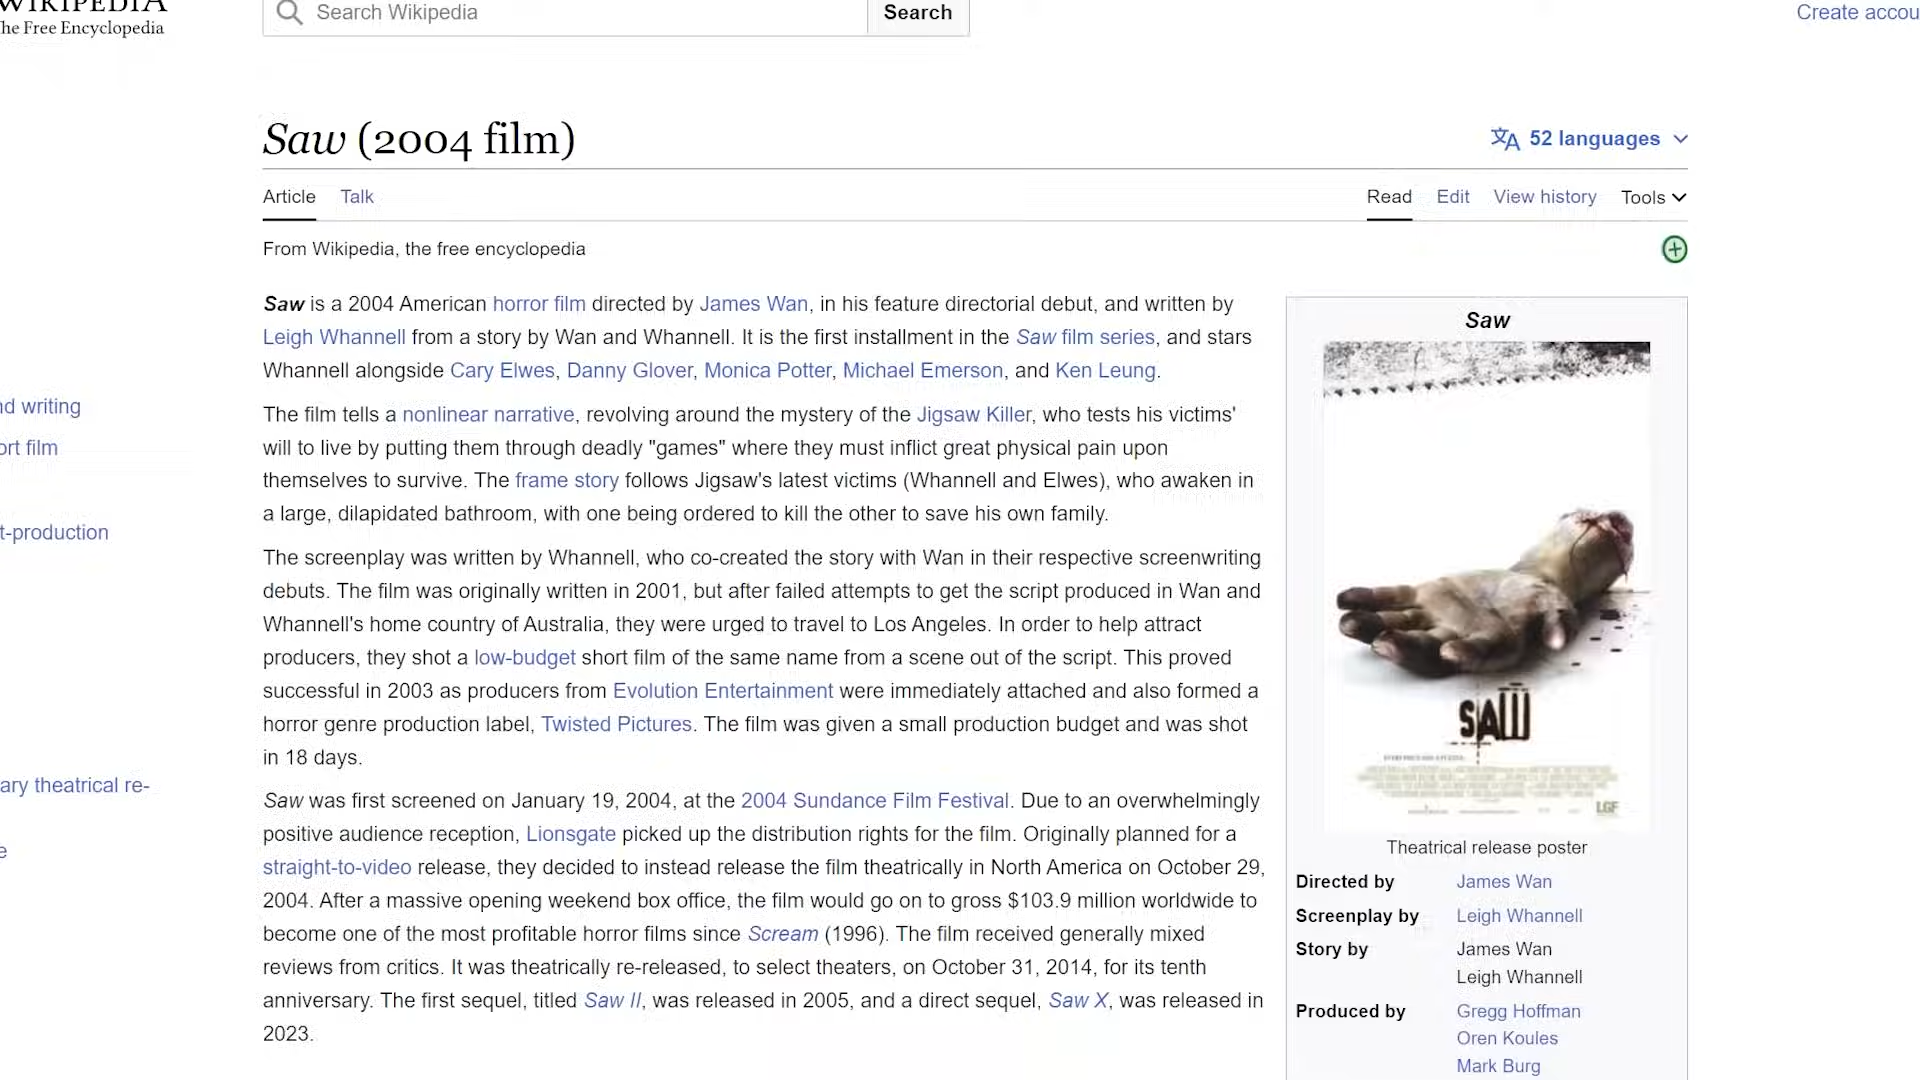 WIKIPEDIA
The Free Encyclopedia
Search Wikipedia
Search
Create accou
Saw (2004 film)
52 languages
Article
Talk
Read
Edit
View history
Tools
From Wikipedia, the free encyclopedia
Saw is a 2004 American horror film directed by James Wan, in his feature directorial debut, and written by
Leigh Whannell from a story by Wan and Whannell. It is the first installment in the Saw film series, and stars
Whannell alongside Cary Elwes, Danny Glover, Monica Potter, Michael Emerson, and Ken Leung.
The film tells a nonlinear narrative, revolving around the mystery of the Jigsaw Killer, who tests his victims'
will to live by putting them through deadly "games" where they must inflict great physical pain upon
themselves to survive. The frame story follows Jigsaw's latest victims (Whannell and Elwes), who awaken in
a large, dilapidated bathroom, with one being ordered to kill the other to save his own family.
The screenplay was written by Whannell, who co-created the story with Wan in their respective screenwriting
debuts. The film was originally written in 2001, but after failed attempts to get the script produced in Wan and
Whannell's home country of Australia, they were urged to travel to Los Angeles. In order to help attract
producers, they shot a low-budget short film of the same name from a scene out of the script. This proved
successful in 2003 as producers from Evolution Entertainment were immediately attached and also formed a
horror genre production label, Twisted Pictures. The film was given a small production budget and was shot
in 18 days.
Saw was first screened on January 19, 2004, at the 2004 Sundance Film Festival. Due to an overwhelmingly
positive audience reception, Lionsgate picked up the distribution rights for the film. Originally planned for a
straight-to-video release, they decided to instead release the film theatrically in North America on October 29,
2004. After a massive opening weekend box office, the film would go on to gross $103.9 million worldwide to
become one of the most profitable horror films since Scream (1996). The film received generally mixed
reviews from critics. It was theatrically re-released, to select theaters, on October 31, 2014, for its tenth
anniversary. The first sequel, titled Saw II, was released in 2005, and a direct sequel, Saw X, was released in
2023.
nd writing
ort film
t-production
ary theatrical re-
e
Saw
SAW
LGF
Theatrical release poster
Directed by
James Wan
Screenplay by
Leigh Whannell
Story by
James Wan
Leigh Whannell
Produced by
Gregg Hoffman
Oren Koules
Mark Burg